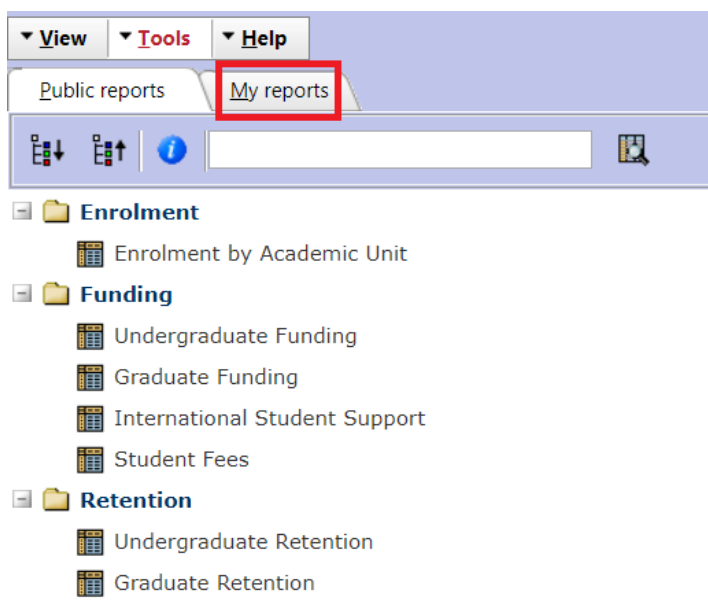 View Tools Help
Public reports My reports
Enrolment
Enrolment by Academic Unit
Funding
Undergraduate Funding
Graduate Funding
International Student Support
Student Fees
Retention
Undergraduate Retention
Graduate Retention